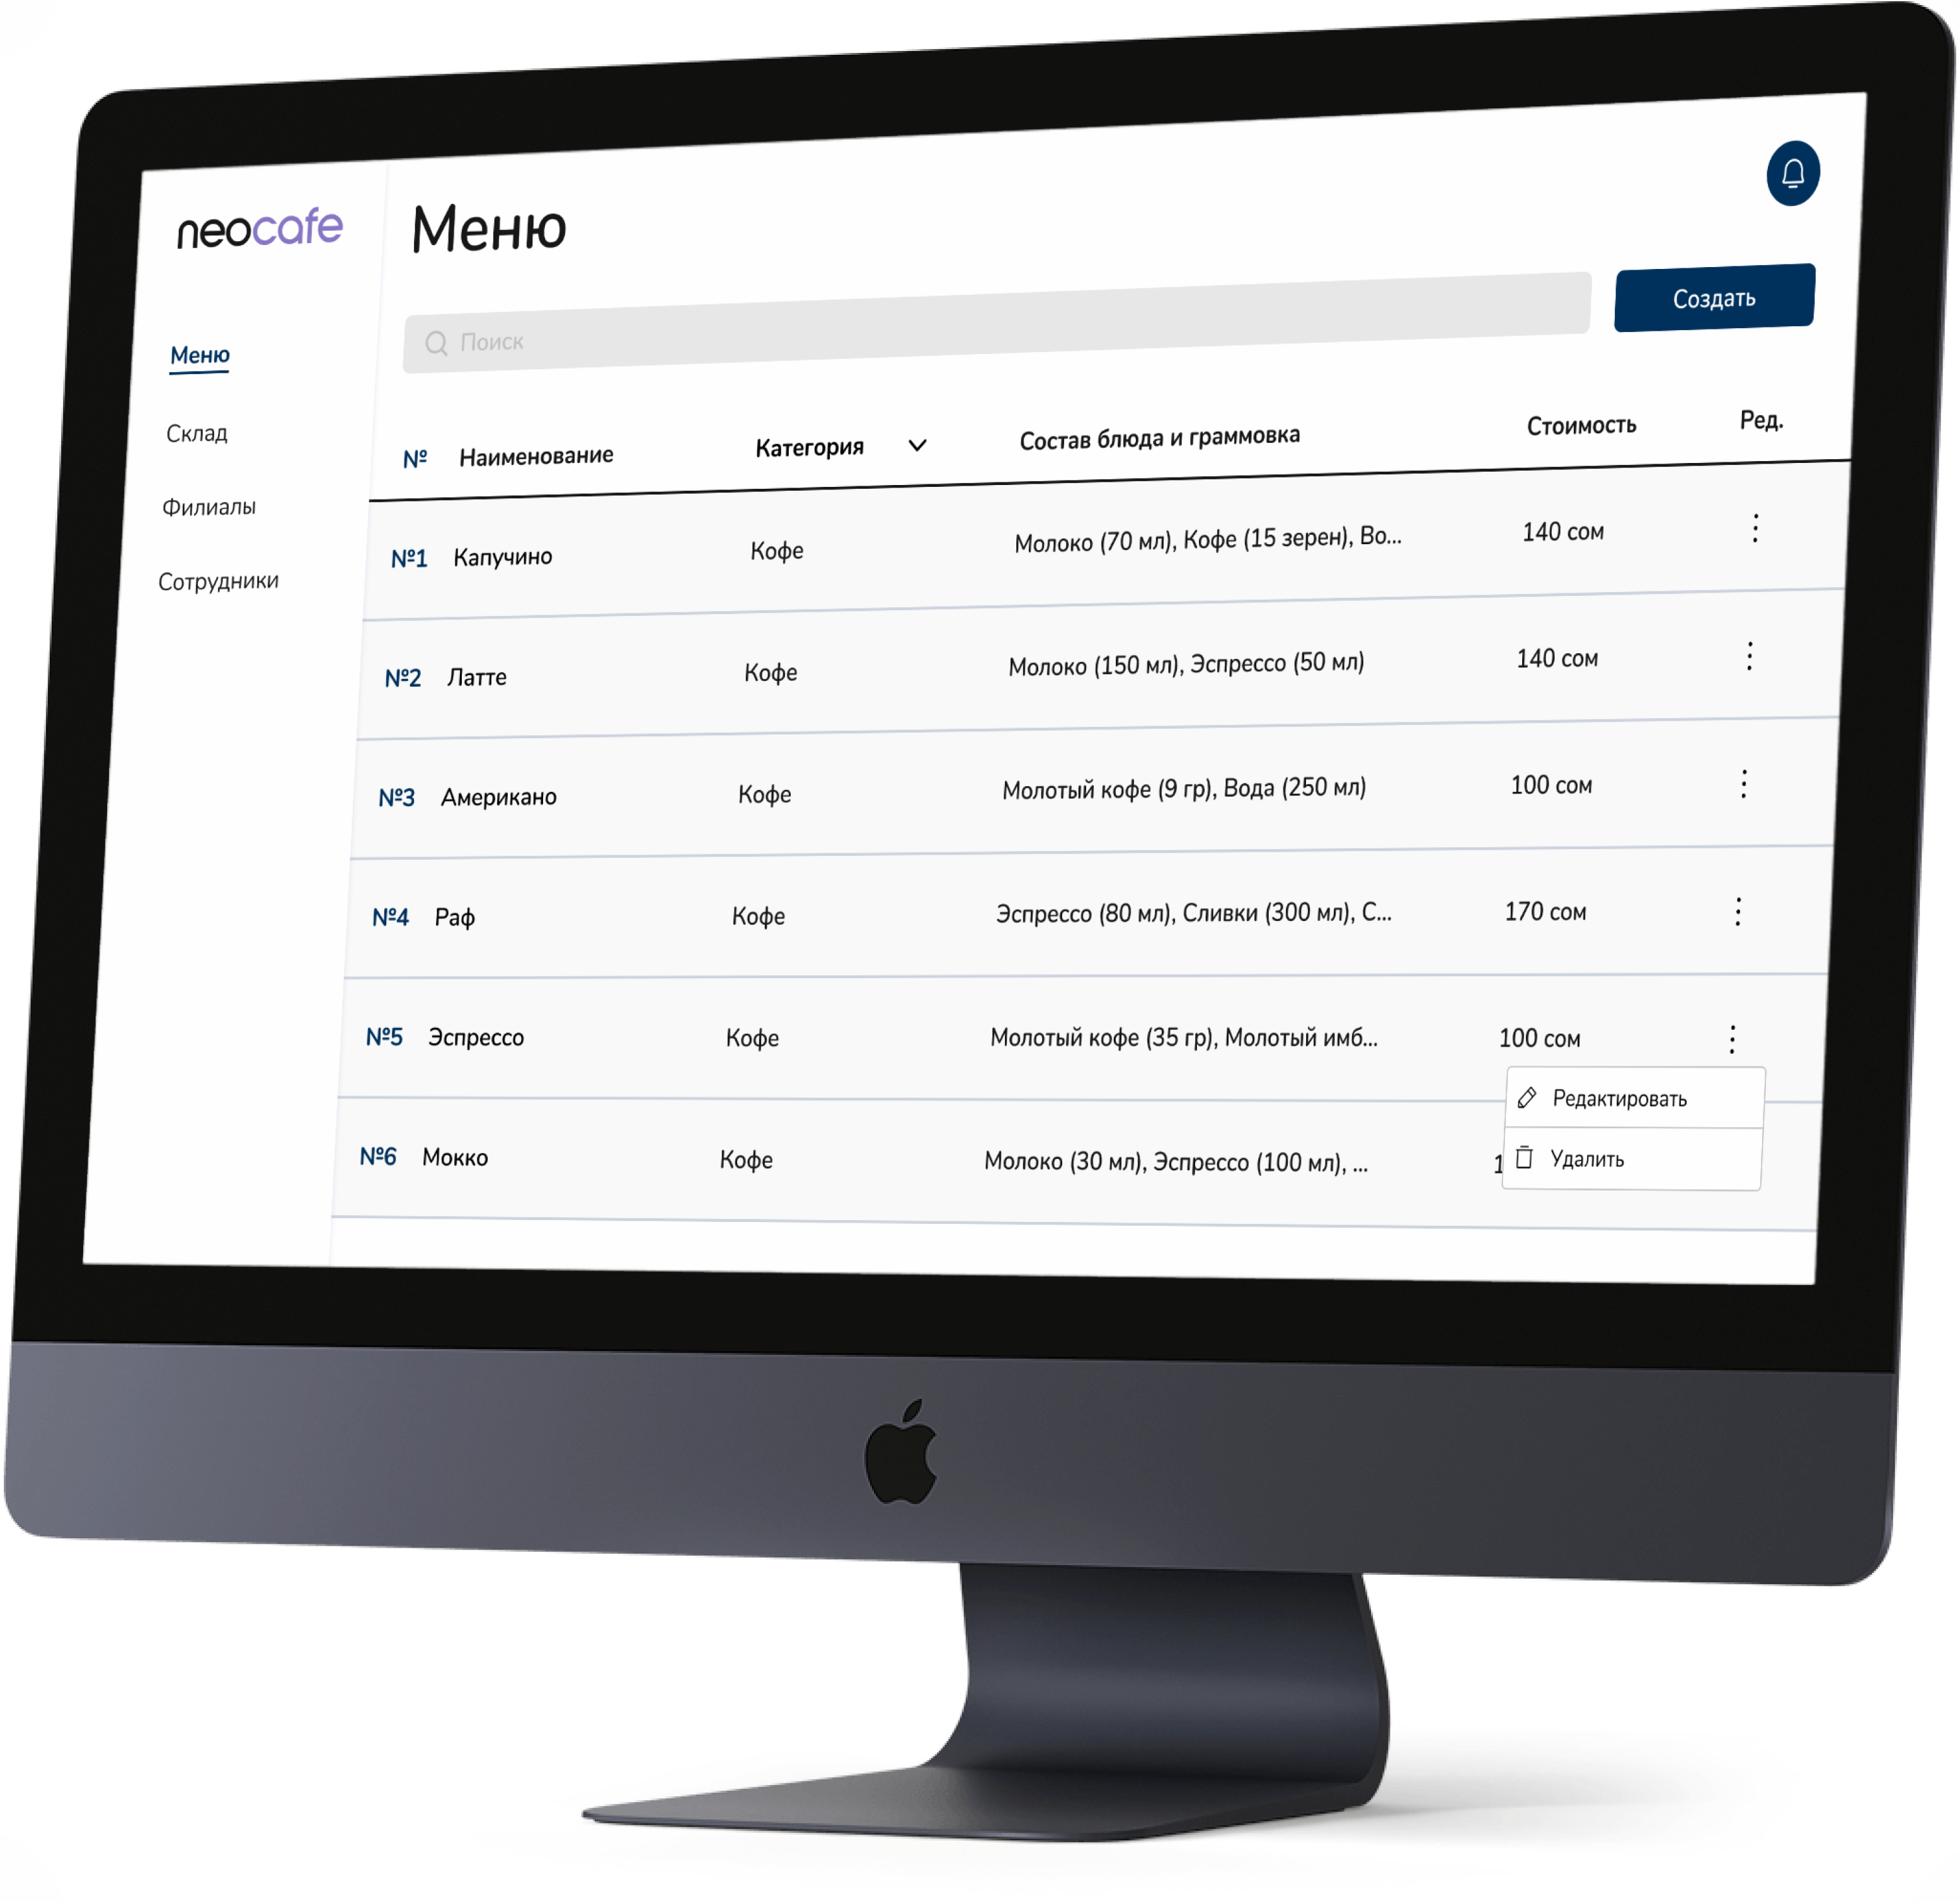 neocafe
Меню
Меню
Склад
Филиалы
Сотрудники
Поиск
Создать
№ Наименование Категория Состав блюда и граммовка Стоимость Ред.
№1 Капучино Кофе Молоко (70 мл), Кофе (15 зерен), Во... 140 сом
№2 Латте Кофе Молоко (150 мл), Эспрессо (50 мл) 140 сом
№3 Американо Кофе Молотый кофе (9 гр), Вода (250 мл) 100 сом
№4 Раф Кофе Эспрессо (80 мл), Сливки (300 мл), С... 170 сом
№5 Эспрессо Кофе Молотый кофе (35 гр), Молотый имб... 100 сом
Редактировать
№6 Мокко Кофе Молоко (30 мл), Эспрессо (100 мл), ... 1
Удалить